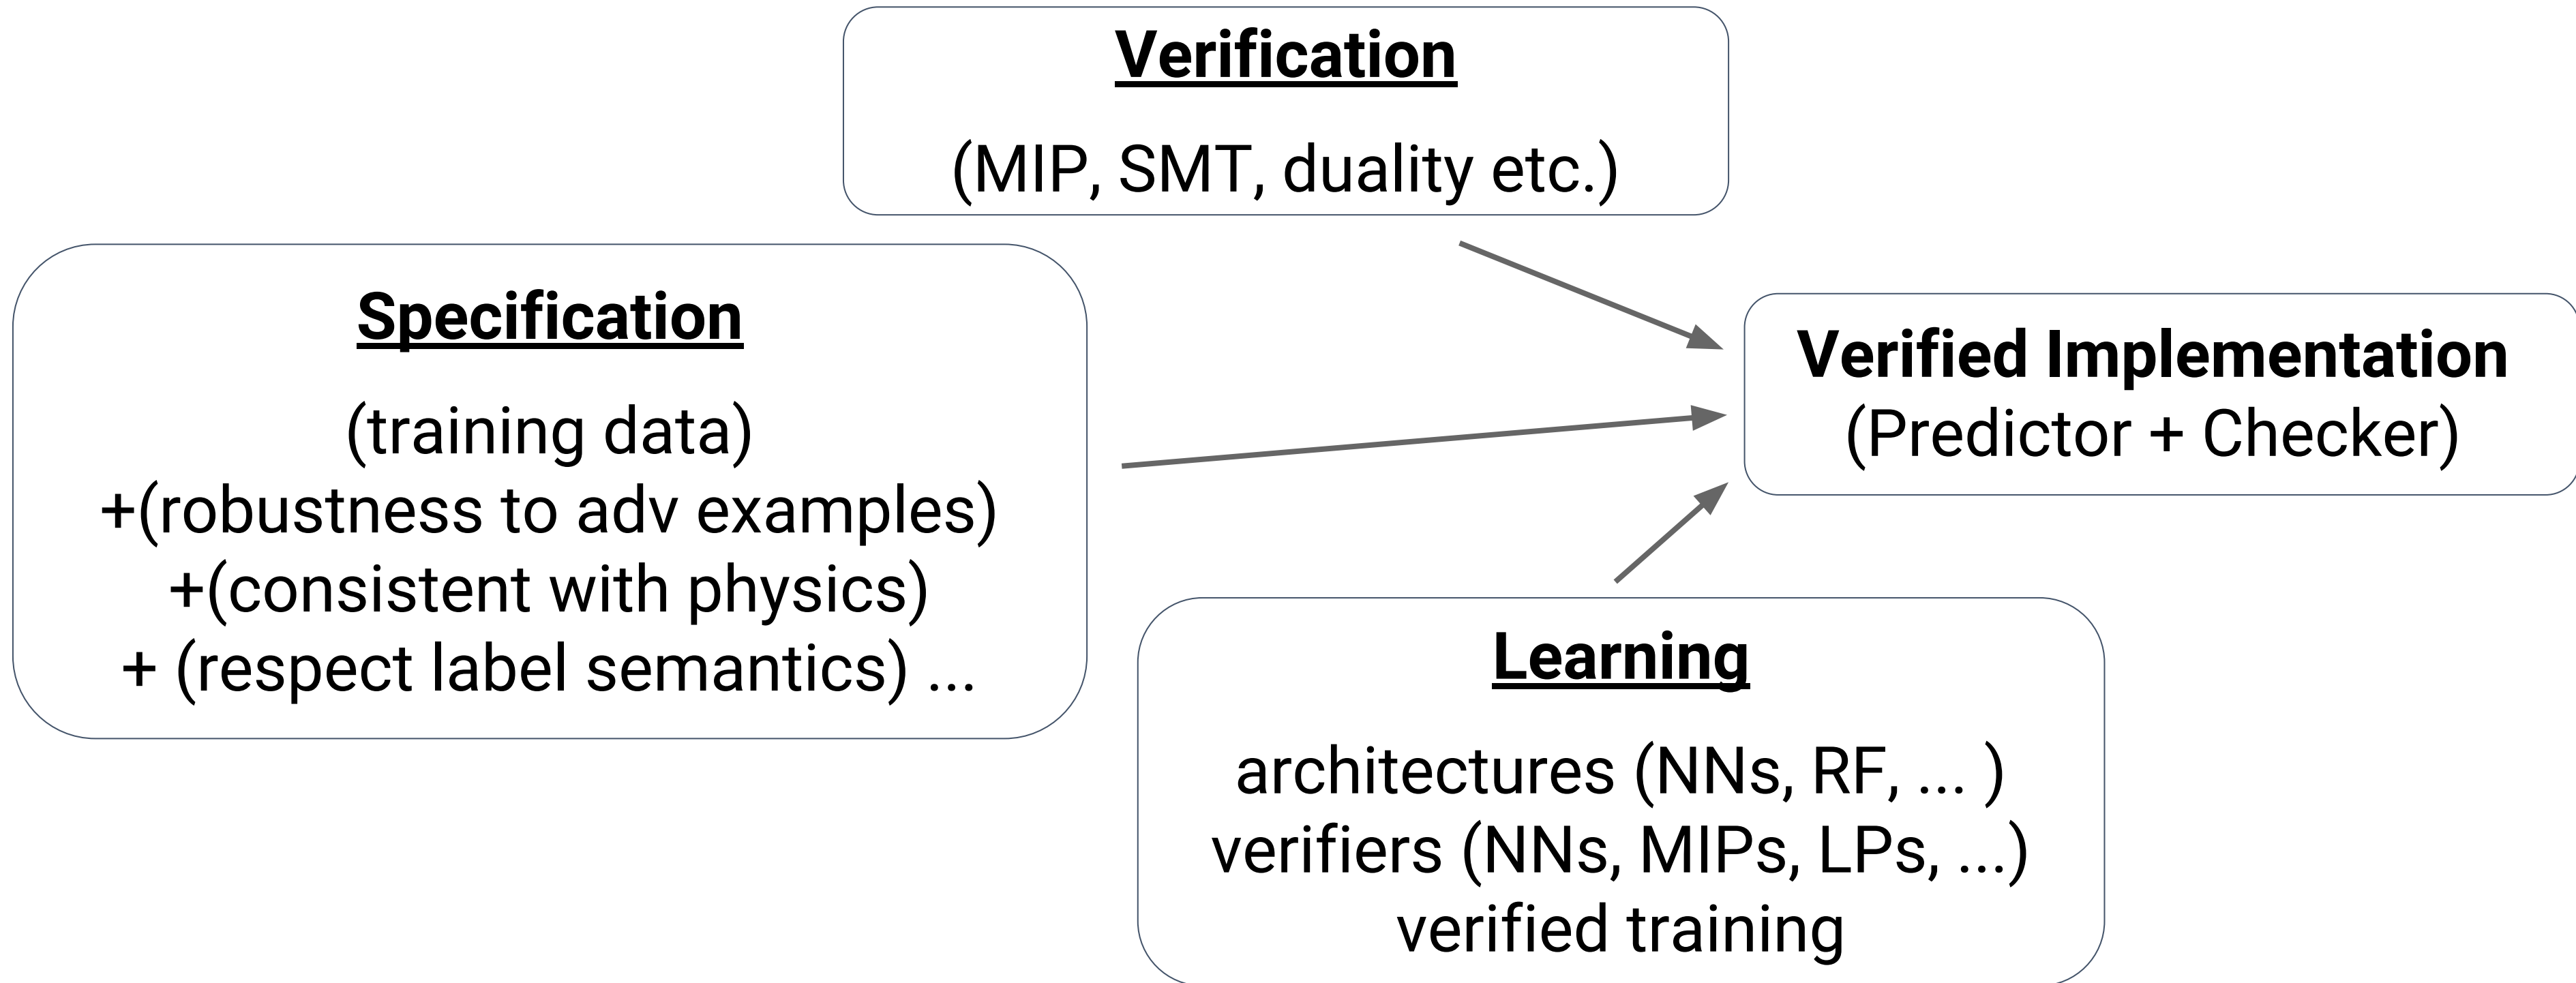 Verification
(MIP, SMT, duality etc.)
Specification
(training data)
+(robustness to adv examples)
+(consistent with physics)
+ (respect label semantics) ...
Verified Implementation
(Predictor + Checker)
Learning
architectures (NNs, RF, ... )
verifiers (NNs, MIPs, LPs, ...)
verified training